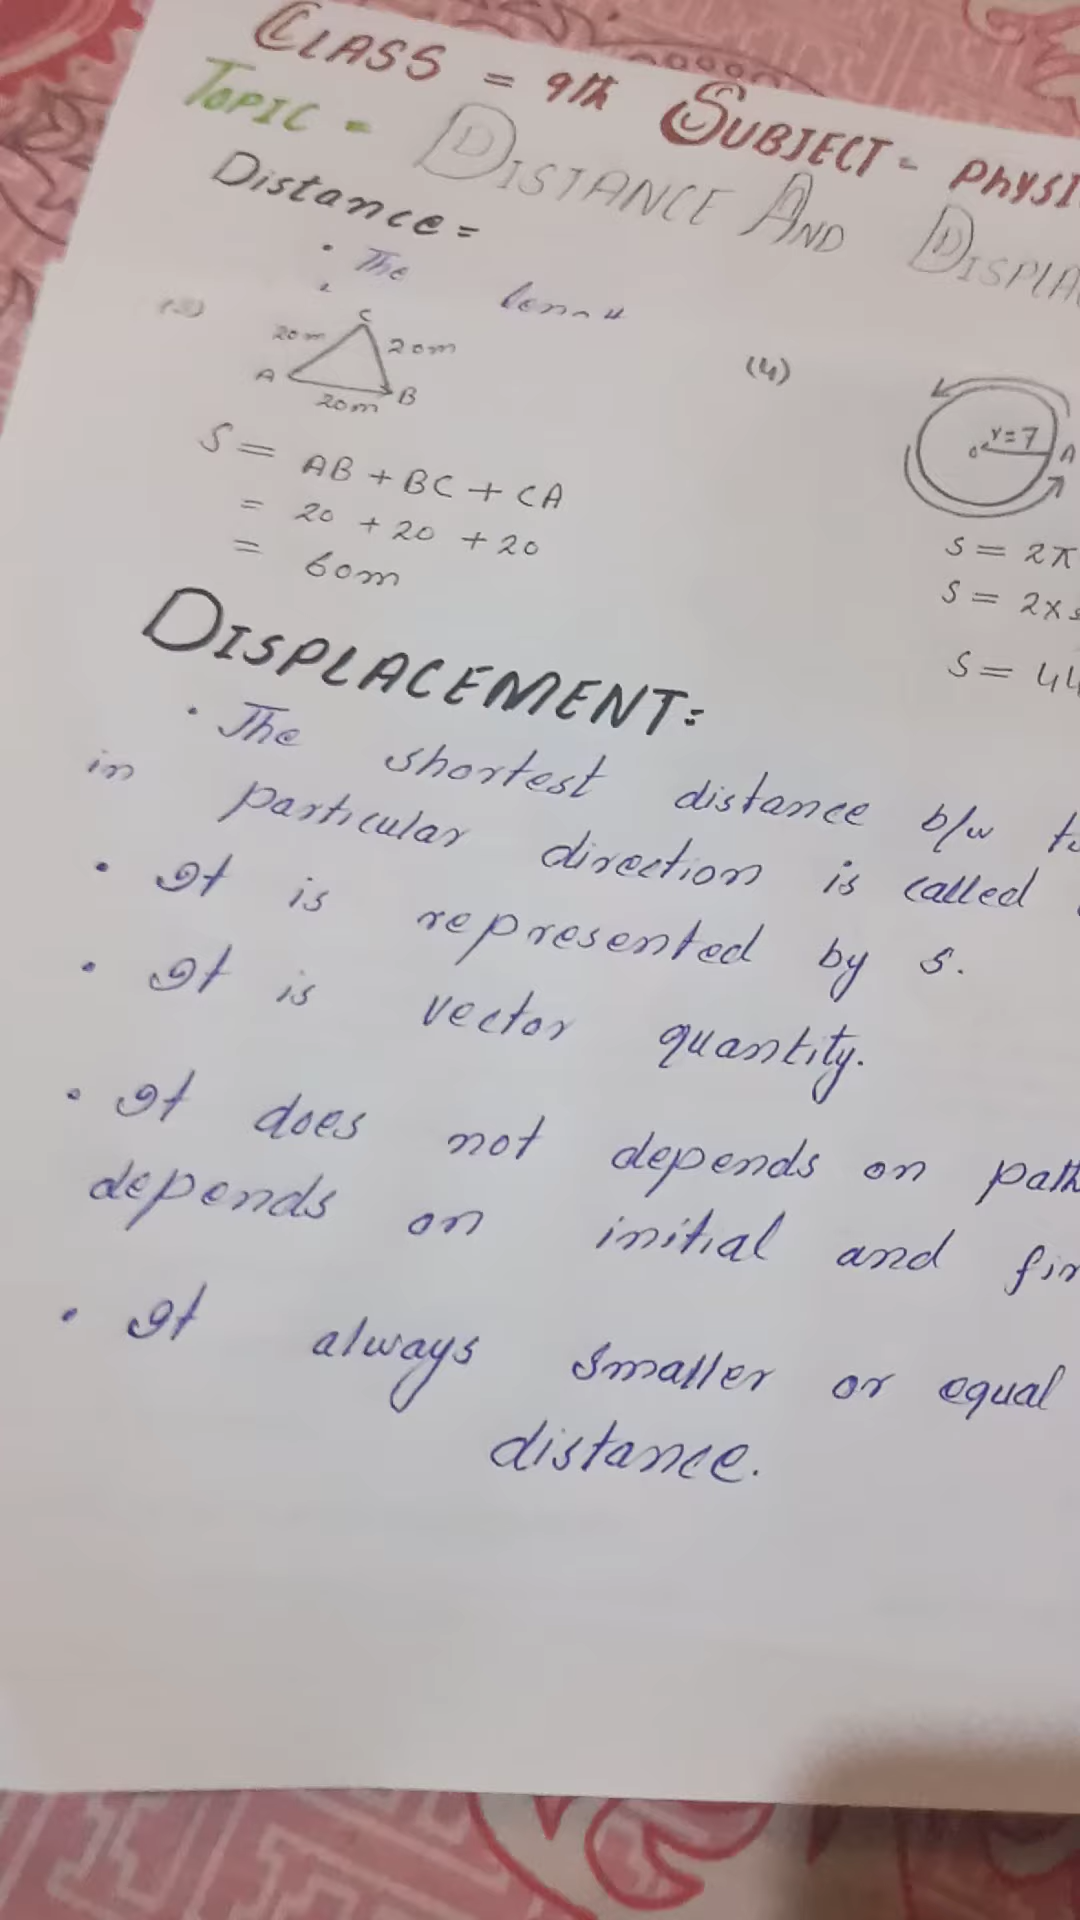 CLASS = 9th SUBJECT = PHYSI
TOPIC = DISTANCE AND DISPLA
Distance =
• The
C
20m 20m
A B
20m
S = AB + BC + CA
= 20 + 20 + 20
= 60m
(4)
o r=7 A
S = 2π
S = 2x
S = 44
DISPLACEMENT=
• The shortest distance b/w
in particular direction is called
• It is represented by s.
• It is vector quantity.
• It does not depends on path
depends on initial and
• It always smaller or equal
distance.